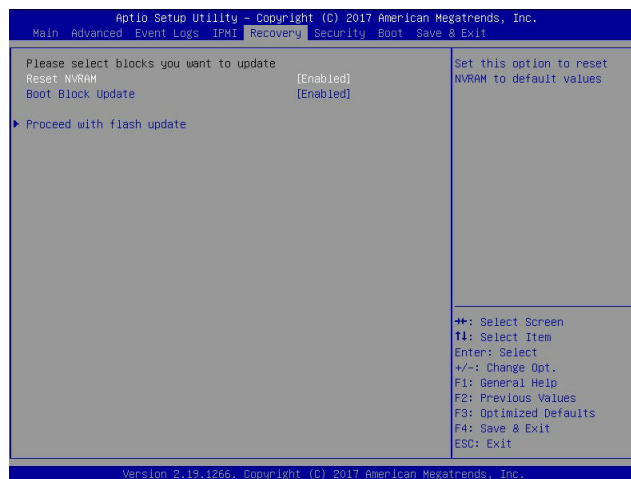 Aptio Setup Utility – Copyright (C) 2017 American Megatrends, Inc.
Main Advanced Event Logs IPMI Recovery Security Boot Save & Exit
Please select blocks you want to update
Reset NVRAM [Enabled]
Boot Block Update [Enabled]
Proceed with flash update
Set this option to reset
NVRAM to default values
→←: Select Screen
↑↓: Select Item
Enter: Select
+/-: Change Opt.
F1: General Help
F2: Previous Values
F3: Optimized Defaults
F4: Save & Exit
ESC: Exit
Version 2.19.1266. Copyright (C) 2017 American Megatrends, Inc.